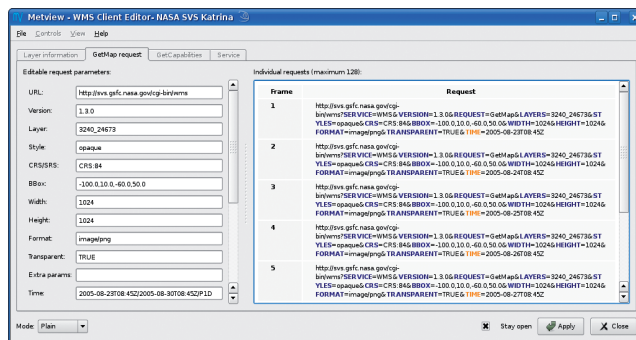 Metview - WMS Client Editor- NASA SVS Katrina
File Controls View Help
Layer information GetMap request GetCapabilities Service
Editable request parameters:
URL: http://svs.gsfc.nasa.gov/cgi-bin/wms
Version: 1.3.0
Layer: 3240_24673
Style: opaque
CRS/SRS: CRS:84
BBox: -100.0,10.0,-60.0,50.0
Width: 1024
Height: 1024
Format: image/png
Transparent: TRUE
Extra params:
Time: 2005-08-23T08:45Z/2005-08-30T08:45Z/P1D
Individual requests (maximum 128):
Frame Request
1 http://svs.gsfc.nasa.gov/cgi-
bin/wms?SERVICE=WMS&VERSION=1.3.0&REQUEST=GetMap&LAYERS=3240_24673&ST
YLES=opaque&CRS=CRS:84&BBOX=-100.0,10.0,-60.0,50.0&WIDTH=1024&HEIGHT=1024&
FORMAT=image/png&TRANSPARENT=TRUE&TIME=2005-08-23T08:45Z
2 http://svs.gsfc.nasa.gov/cgi-
bin/wms?SERVICE=WMS&VERSION=1.3.0&REQUEST=GetMap&LAYERS=3240_24673&ST
YLES=opaque&CRS=CRS:84&BBOX=-100.0,10.0,-60.0,50.0&WIDTH=1024&HEIGHT=1024&
FORMAT=image/png&TRANSPARENT=TRUE&TIME=2005-08-24T08:45Z
3 http://svs.gsfc.nasa.gov/cgi-
bin/wms?SERVICE=WMS&VERSION=1.3.0&REQUEST=GetMap&LAYERS=3240_24673&ST
YLES=opaque&CRS=CRS:84&BBOX=-100.0,10.0,-60.0,50.0&WIDTH=1024&HEIGHT=1024&
FORMAT=image/png&TRANSPARENT=TRUE&TIME=2005-08-25T08:45Z
4 http://svs.gsfc.nasa.gov/cgi-
bin/wms?SERVICE=WMS&VERSION=1.3.0&REQUEST=GetMap&LAYERS=3240_24673&ST
YLES=opaque&CRS=CRS:84&BBOX=-100.0,10.0,-60.0,50.0&WIDTH=1024&HEIGHT=1024&
FORMAT=image/png&TRANSPARENT=TRUE&TIME=2005-08-26T08:45Z
5 http://svs.gsfc.nasa.gov/cgi-
bin/wms?SERVICE=WMS&VERSION=1.3.0&REQUEST=GetMap&LAYERS=3240_24673&ST
YLES=opaque&CRS=CRS:84&BBOX=-100.0,10.0,-60.0,50.0&WIDTH=1024&HEIGHT=1024&
FORMAT=image/png&TRANSPARENT=TRUE&TIME=2005-08-27T08:45Z
Mode: Plain Stay open Apply Close